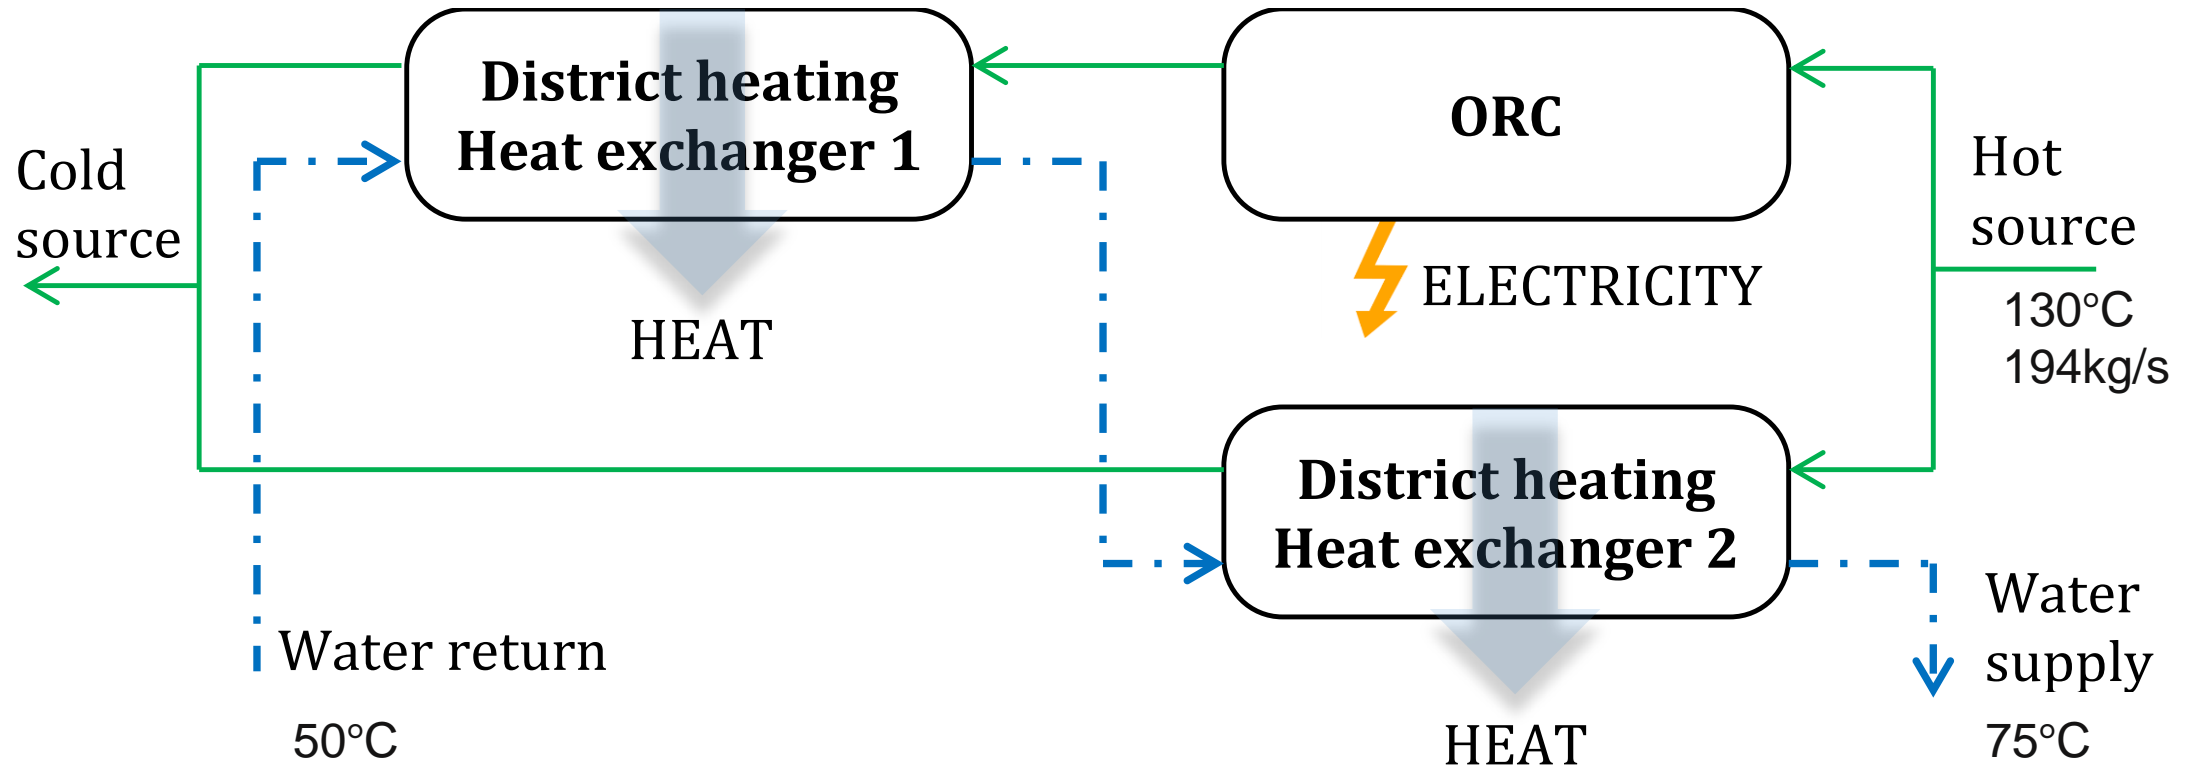 District heating
Heat exchanger 1
ORC
Cold
source
Hot
source
ELECTRICITY
130°C
194kg/s
HEAT
District heating
Heat exchanger 2
Water return
50°C
Water
supply
75°C
HEAT